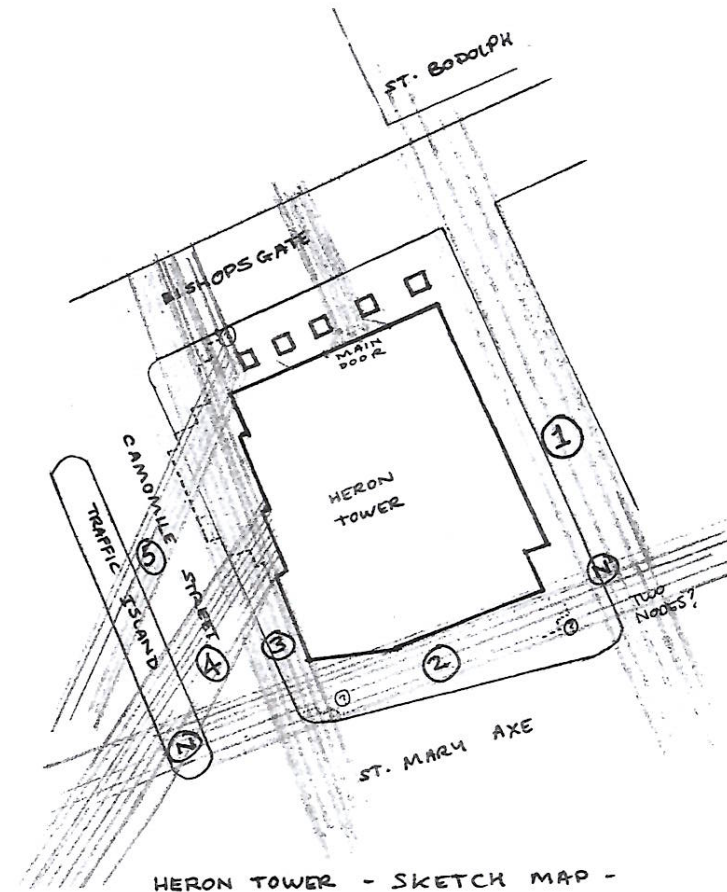 ST. BODOLPH
BISHOPSGATE
MAIN
DOOR
CAMOMILE
STREET
TRAFFIC
ISLAND
HERON
TOWER
1
2
3
4
5
N
N
TWO
NODES?
?
?
?
ST. MARY AXE
HERON TOWER - SKETCH MAP -